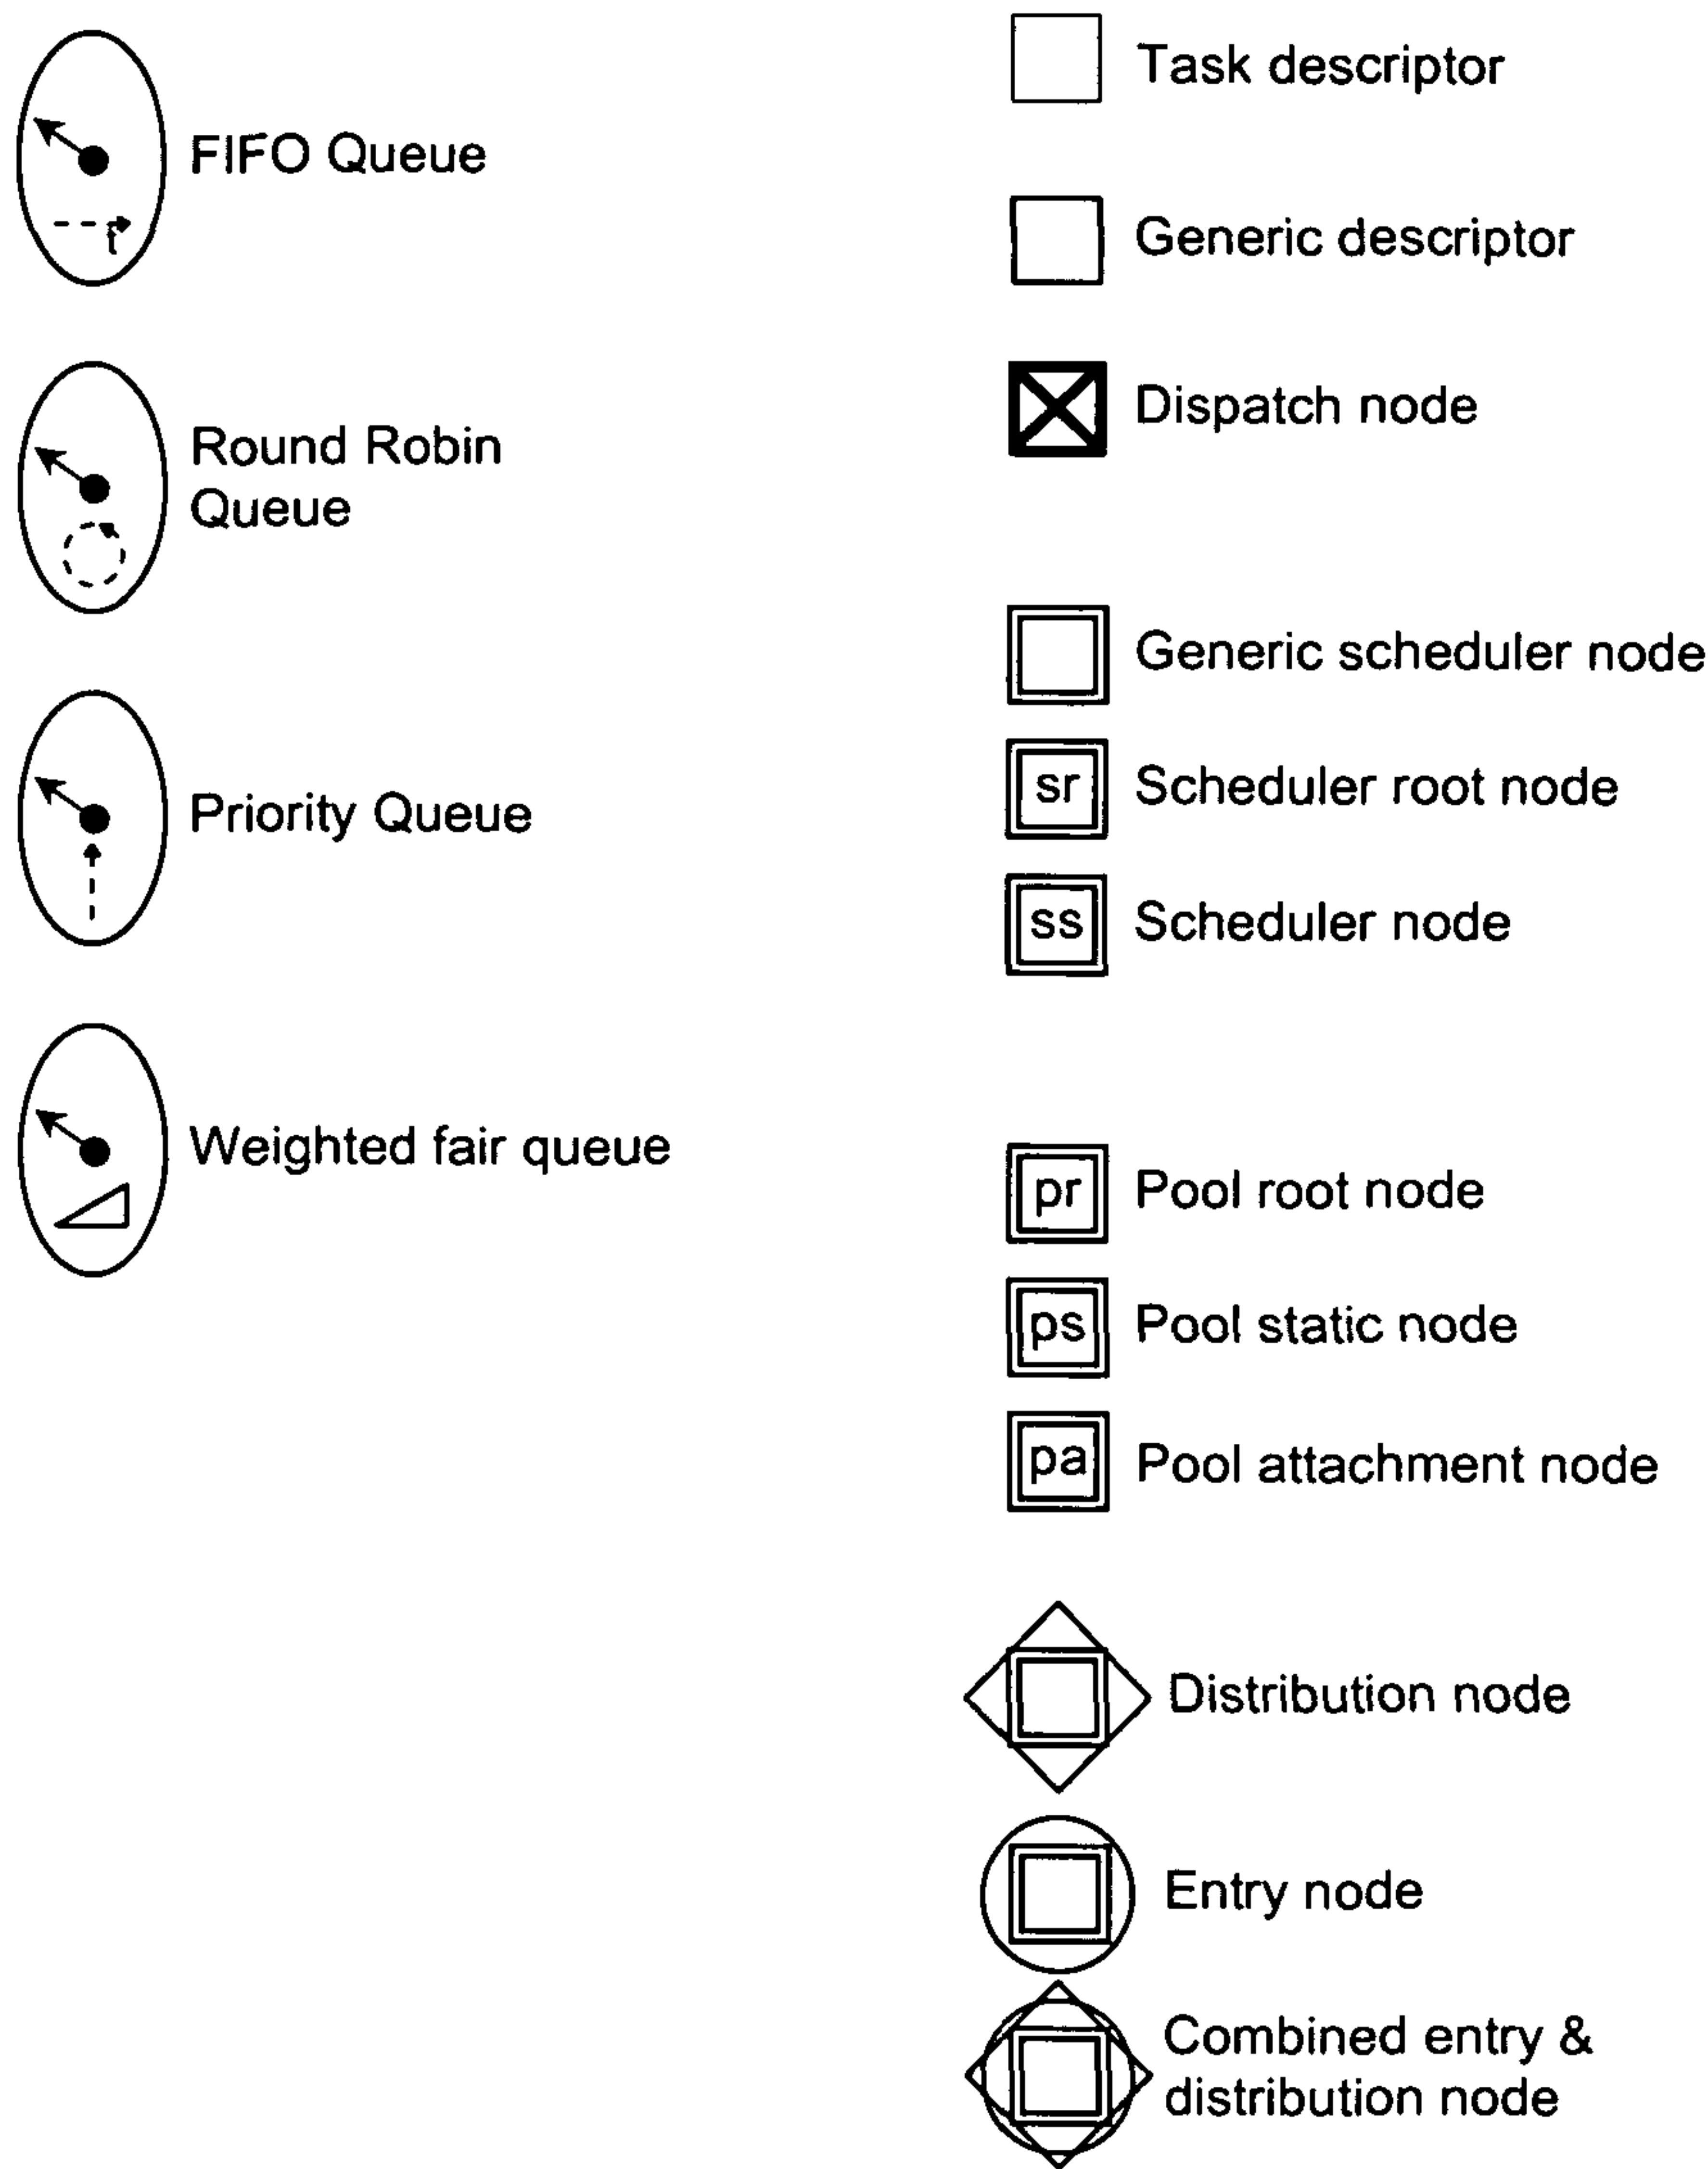 FIFO Queue
t
Round Robin
Queue
Priority Queue
Weighted fair queue
Task descriptor
Generic descriptor
Dispatch node
Generic scheduler node
sr Scheduler root node
ss Scheduler node
pr Pool root node
ps Pool static node
pa Pool attachment node
Distribution node
Entry node
Combined entry &
distribution node